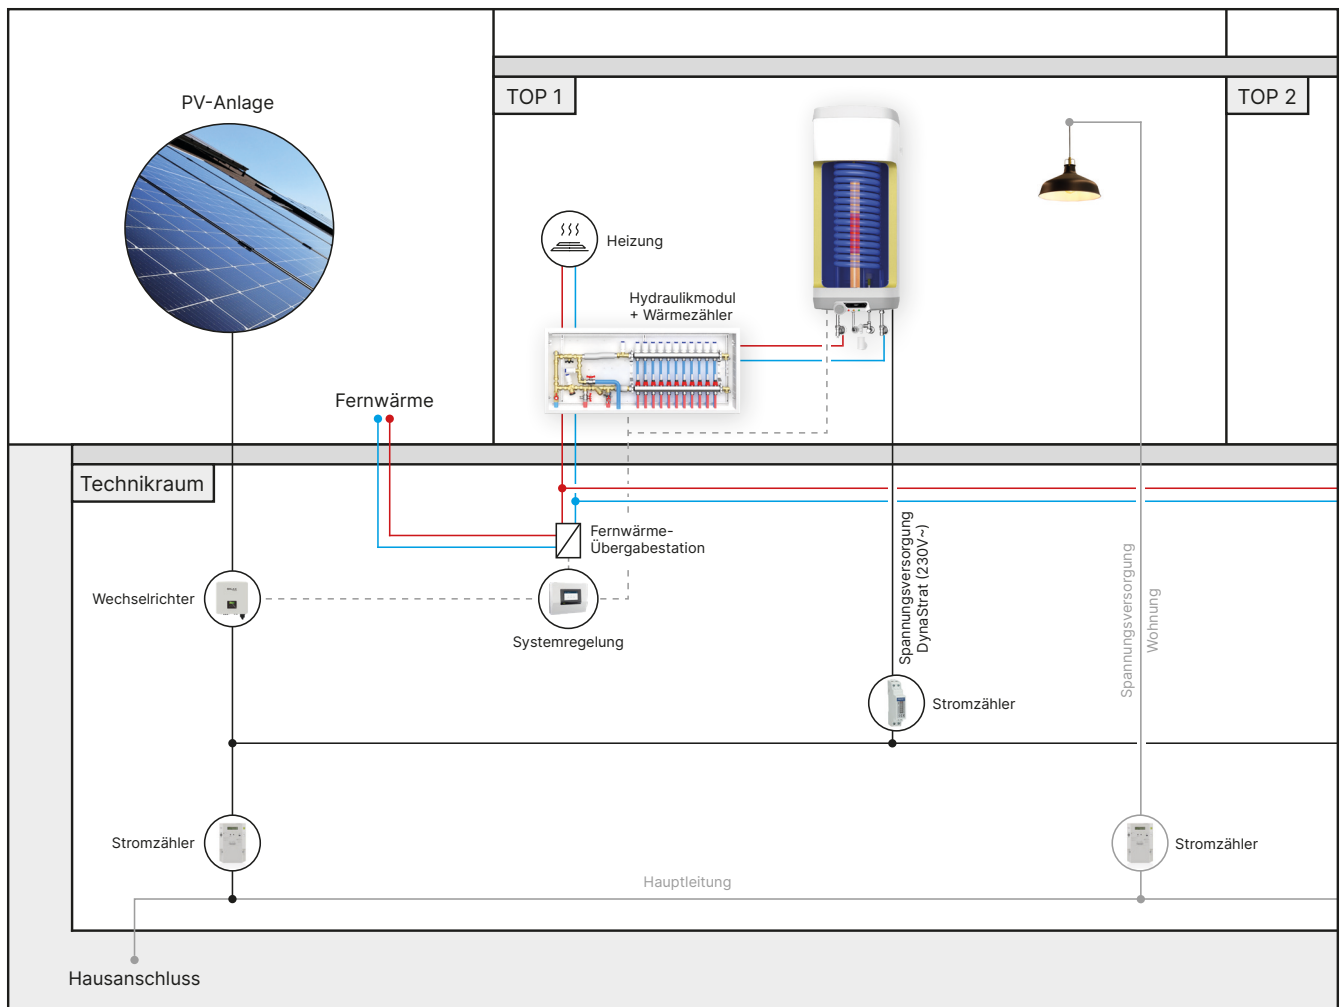 PV-Anlage
TOP 1
TOP 2
Heizung
Hydraulikmodul
+ Wärmezähler
Fernwärme
Technikraum
Fernwärme-
Übergabestation
Wechselrichter
Systemregelung
Spannungsversorgung
DynaStrat (230V~)
Spannungsversorgung
Wohnung
Stromzähler
Stromzähler
Stromzähler
Hauptleitung
Hausanschluss